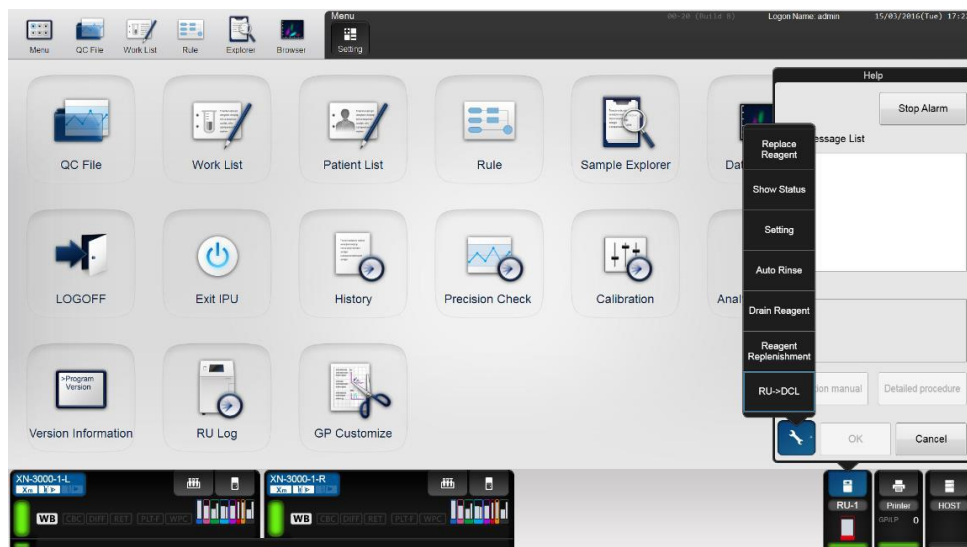 Menu
QC File
Work List
Rule
Explorer
Browser
Menu
Setting
00-20 (Build 8)
Logon Name: admin
15/03/2016(Tue) 17:2
QC File
Work List
Patient List
Rule
Sample Explorer
Da
LOGOFF
Exit IPU
History
Precision Check
Calibration
Anal
>Program
Version
Version Information
RU Log
GP Customize
Help
Stop Alarm
essage List
Replace
Reagent
Show Status
Setting
Auto Rinse
Drain Reagent
Reagent
Replenishment
RU->DCL
ion manual
Detailed procedure
OK
Cancel
XN-3000-1-L
Xn
WB CBC DIFF RET PLT-F WPC
XN-3000-1-R
Xn
WB CBC DIFF RET PLT-F WPC
RU-1
Printer
GP/LP 0
HOST